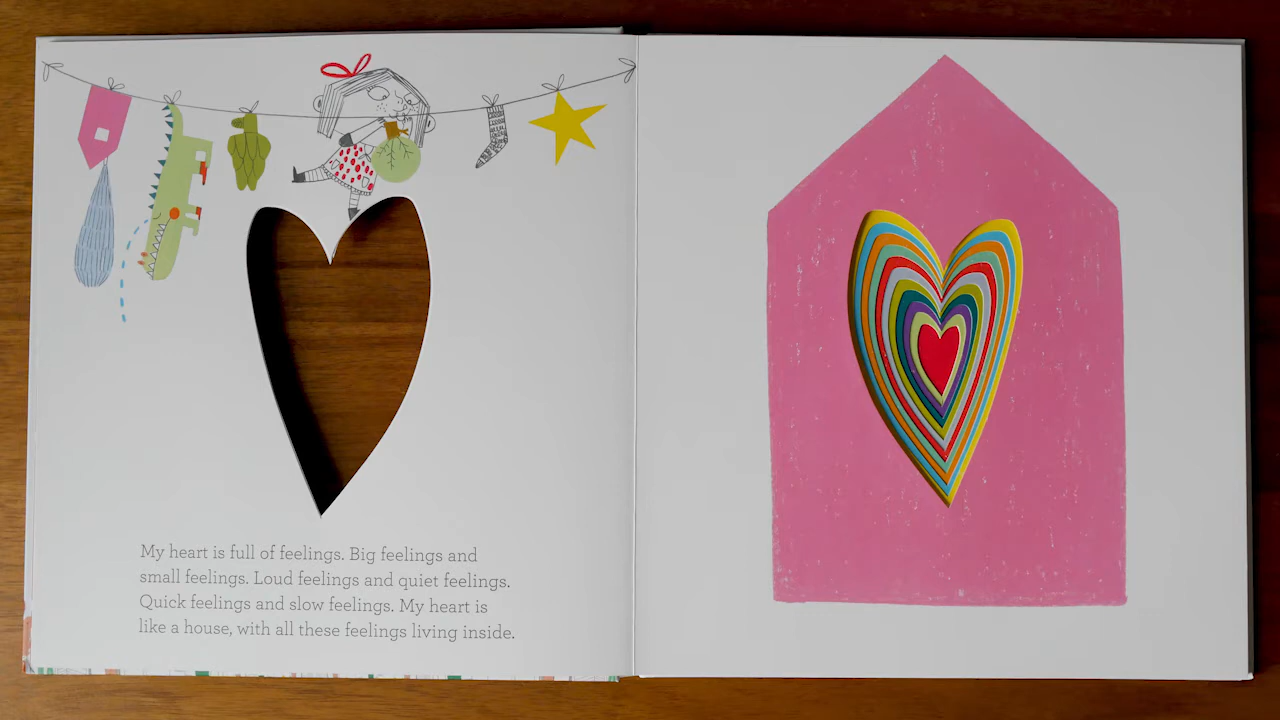 My heart is full of feelings. Big feelings and
small feelings. Loud feelings and quiet feelings.
Quick feelings and slow feelings. My heart is
like a house, with all these feelings living inside.